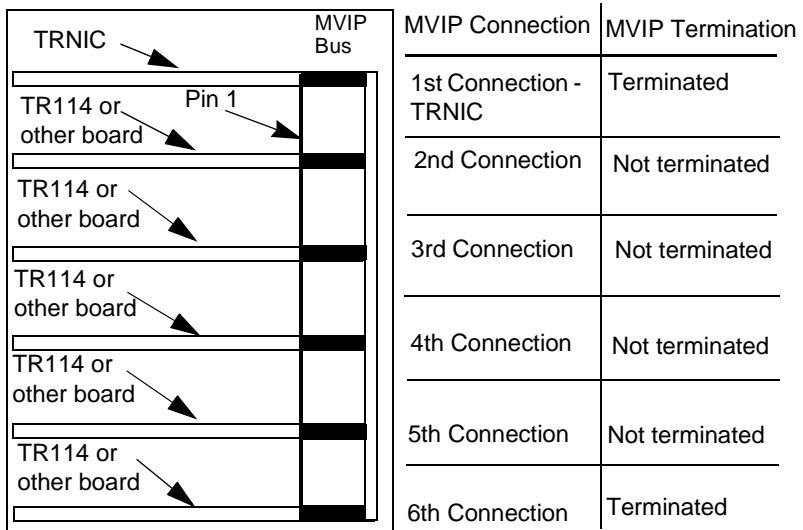 TRNIC
MVIP
Bus
Pin 1
TR114 or
other board
TR114 or
other board
TR114 or
other board
TR114 or
other board
TR114 or
other board
MVIP Connection MVIP Termination
1st Connection - Terminated
TRNIC
2nd Connection Not terminated
3rd Connection Not terminated
4th Connection Not terminated
5th Connection Not terminated
6th Connection Terminated